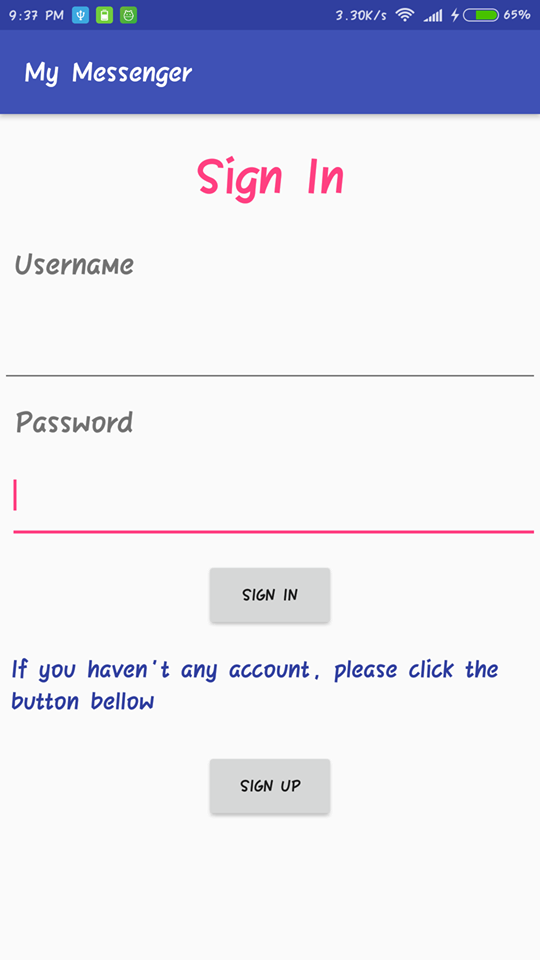 9:37 PM 3.30K/s 65%
My Messenger
Sign In
Username
Password
SIGN IN
If you haven't any account, please click the
button bellow
SIGN UP